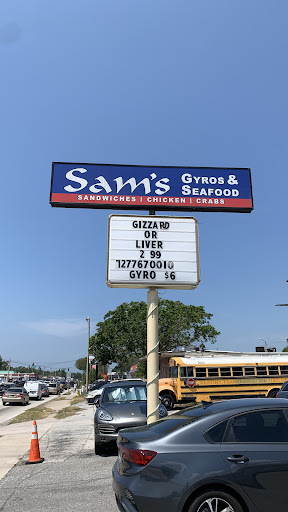 Sam's GYROS &
SEAFOOD
SANDWICHES | CHICKEN | CRABS
GIZZARD
OR
LIVER
2 99
7277670010
GYRO $6